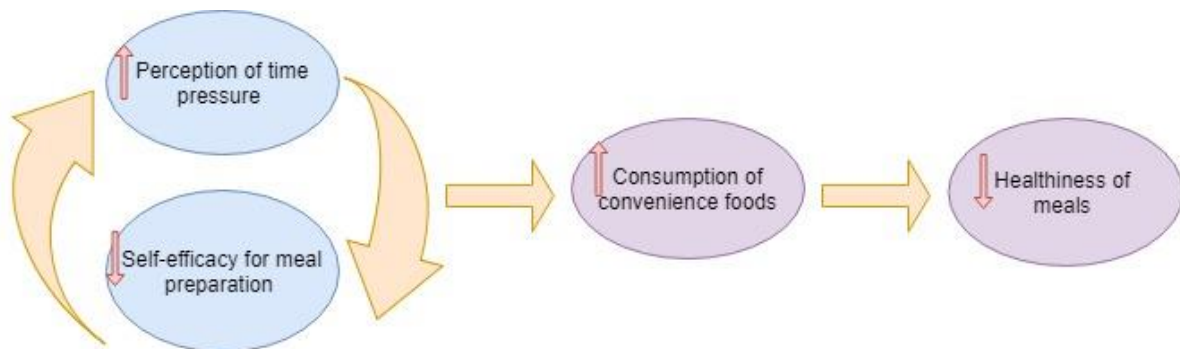 Perception of time
pressure
Self-efficacy for meal
preparation
Consumption of
convenience foods
Healthiness of
meals